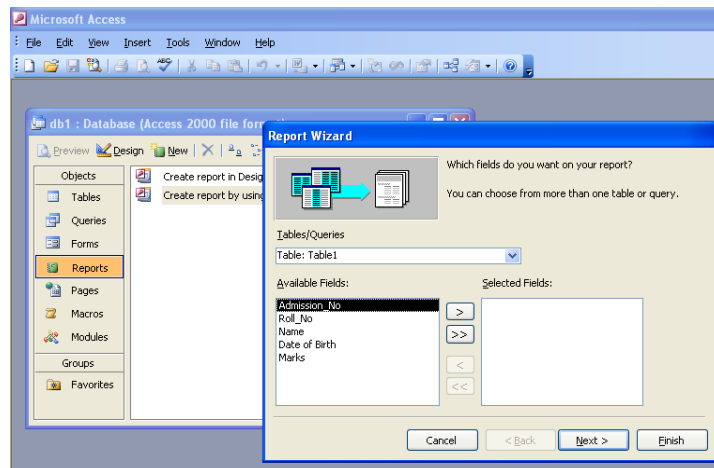 Microsoft Access
File Edit View Insert Tools Window Help
db1 : Database (Access 2000 file
Preview Design New
Objects
Tables
Queries
Forms
Reports
Pages
Macros
Modules
Groups
Favorites
Create report in Desig
Create report by using
Report Wizard
Which fields do you want on your report?
You can choose from more than one table or query.
Tables/Queries
Table: Table1
Available Fields:
Selected Fields:
Admission_No
Roll_No
Name
Date of Birth
Marks
>
>>
<
<<
Cancel < Back Next > Finish